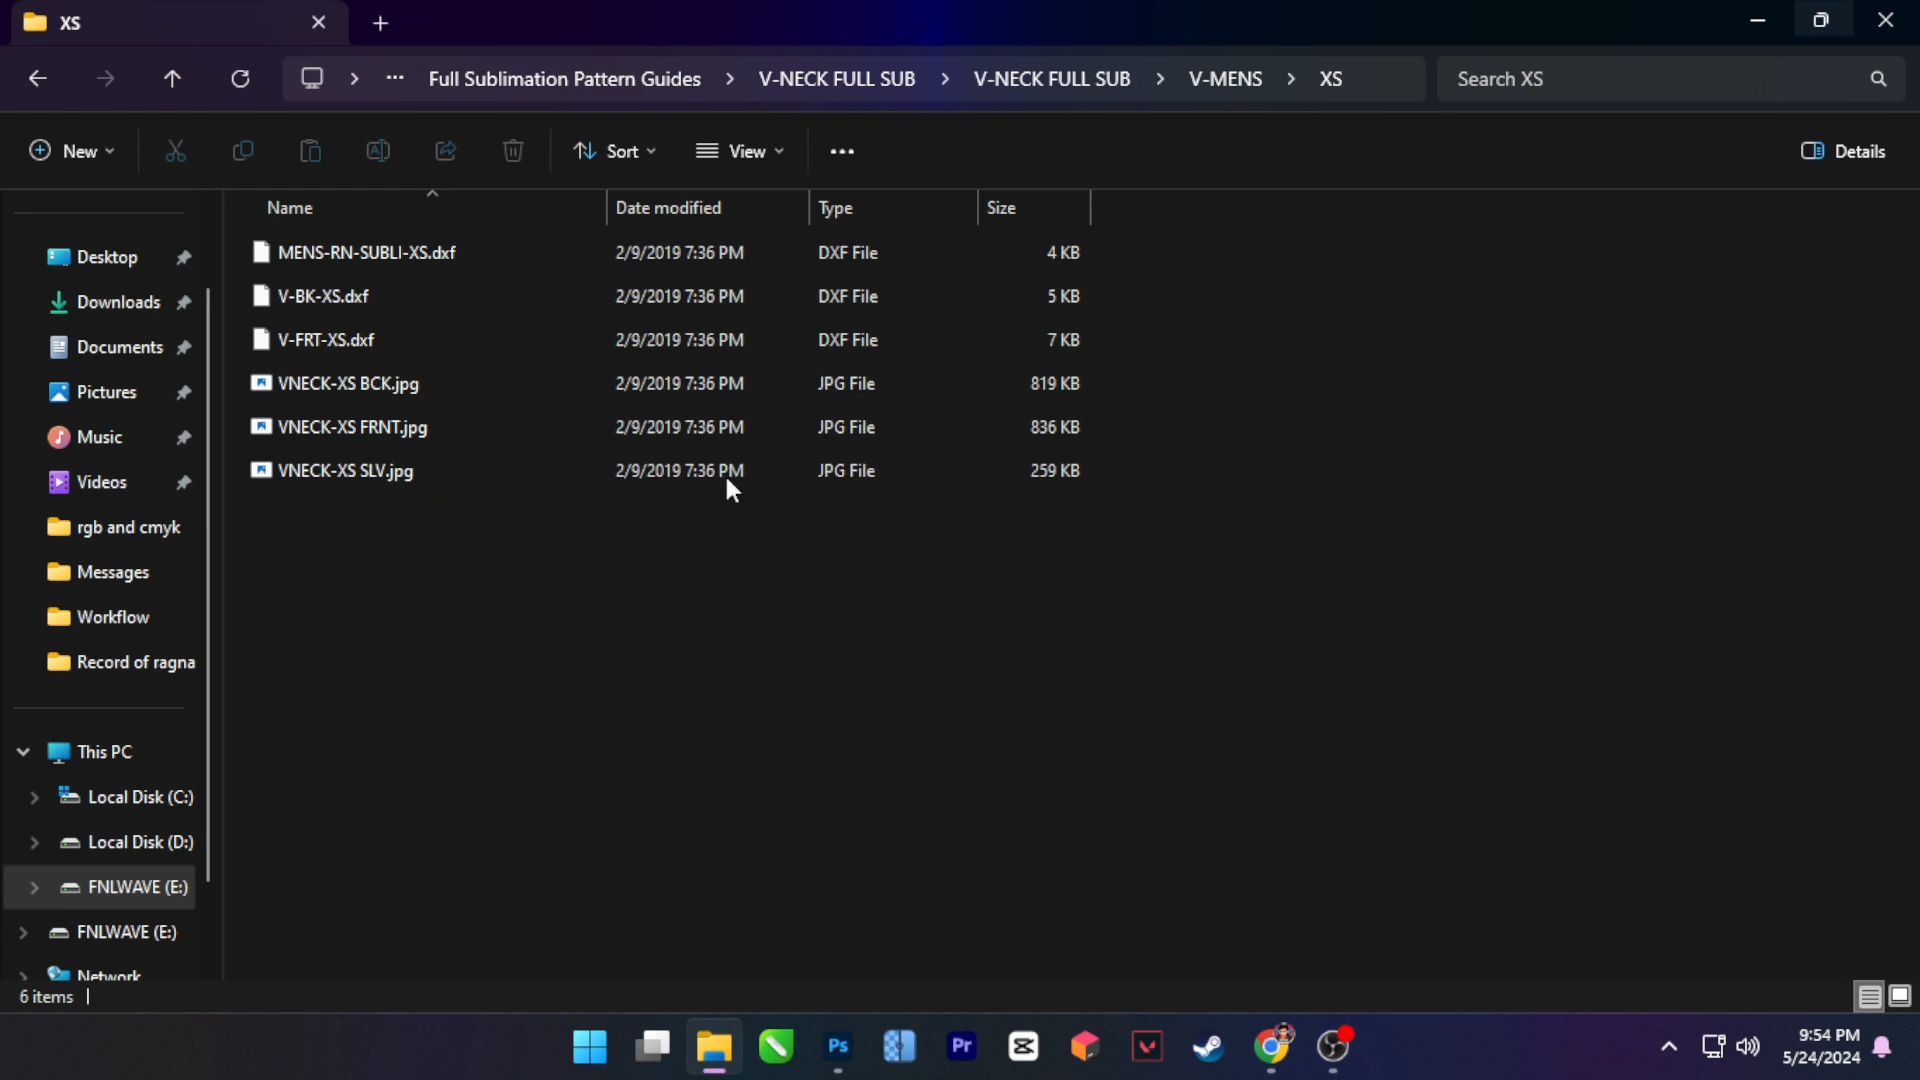 XS
Full Sublimation Pattern Guides > V-NECK FULL SUB > V-NECK FULL SUB > V-MENS > XS
Search XS
New
Sort
View
Details
Name
Date modified
Type
Size
MENS-RN-SUBLI-XS.dxf 2/9/2019 7:36 PM DXF File 4 KB
V-BK-XS.dxf 2/9/2019 7:36 PM DXF File 5 KB
V-FRT-XS.dxf 2/9/2019 7:36 PM DXF File 7 KB
VNECK-XS BCK.jpg 2/9/2019 7:36 PM JPG File 819 KB
VNECK-XS FRNT.jpg 2/9/2019 7:36 PM JPG File 836 KB
VNECK-XS SLV.jpg 2/9/2019 7:36 PM JPG File 259 KB
Desktop
Downloads
Documents
Pictures
Music
Videos
rgb and cmyk
Messages
Workflow
Record of ragna
This PC
Local Disk (C:)
Local Disk (D:)
FNLWAVE (E:)
FNLWAVE (E:)
Network
6 items
Ps
Pr
9:54 PM
5/24/2024